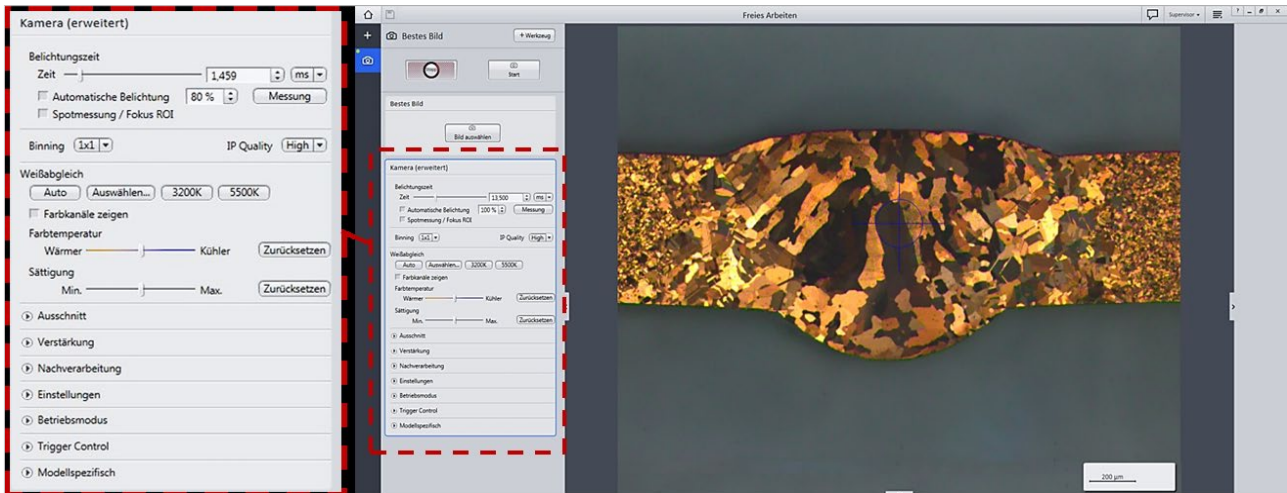 Kamera (erweitert)
Belichtungszeit
Zeit 1,459 ms
Automatische Belichtung 80 % Messung
Spotmessung / Fokus ROI
Binning 1x1 IP Quality High
Weißabgleich
Auto Auswählen... 3200K 5500K
Farbkanäle zeigen
Farbtemperatur
Wärmer Kühler Zurücksetzen
Sättigung
Min. Max. Zurücksetzen
Ausschnitt
Verstärkung
Nachverarbeitung
Einstellungen
Betriebsmodus
Trigger Control
Modellspezifisch
Freies Arbeiten
Supervisor
Bestes Bild + Werkzeug
Start
Bestes Bild
Bild auswählen
Kamera (erweitert)
Belichtungszeit
Zeit 13,500 ms
Automatische Belichtung 100 % Messung
Spotmessung / Fokus ROI
Binning 1x1 IP Quality High
Weißabgleich
Auto Auswählen... 3200K 5500K
Farbkanäle zeigen
Farbtemperatur
Wärmer Kühler Zurücksetzen
Sättigung
Min. Max. Zurücksetzen
Ausschnitt
Verstärkung
Nachverarbeitung
Einstellungen
Betriebsmodus
Trigger Control
Modellspezifisch
200 µm